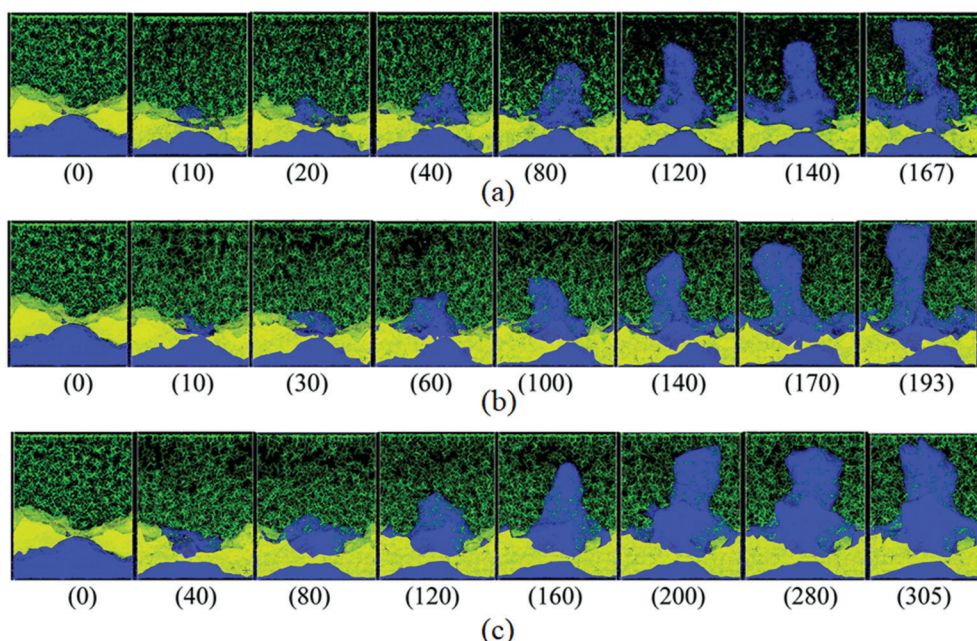 (0) (10) (20) (40) (80) (120) (140) (167)
(a)
(0) (10) (30) (60) (100) (140) (170) (193)
(b)
(0) (40) (80) (120) (160) (200) (280) (305)
(c)